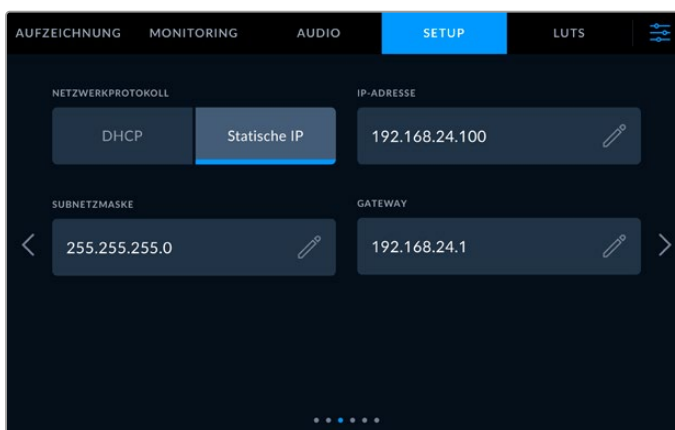 AUFZEICHNUNG MONITORING AUDIO SETUP LUTS
NETZWERKPROTOKOLL IP-ADRESSE
DHCP Statische IP 192.168.24.100
SUBNETZMASKE GATEWAY
255.255.255.0 192.168.24.1